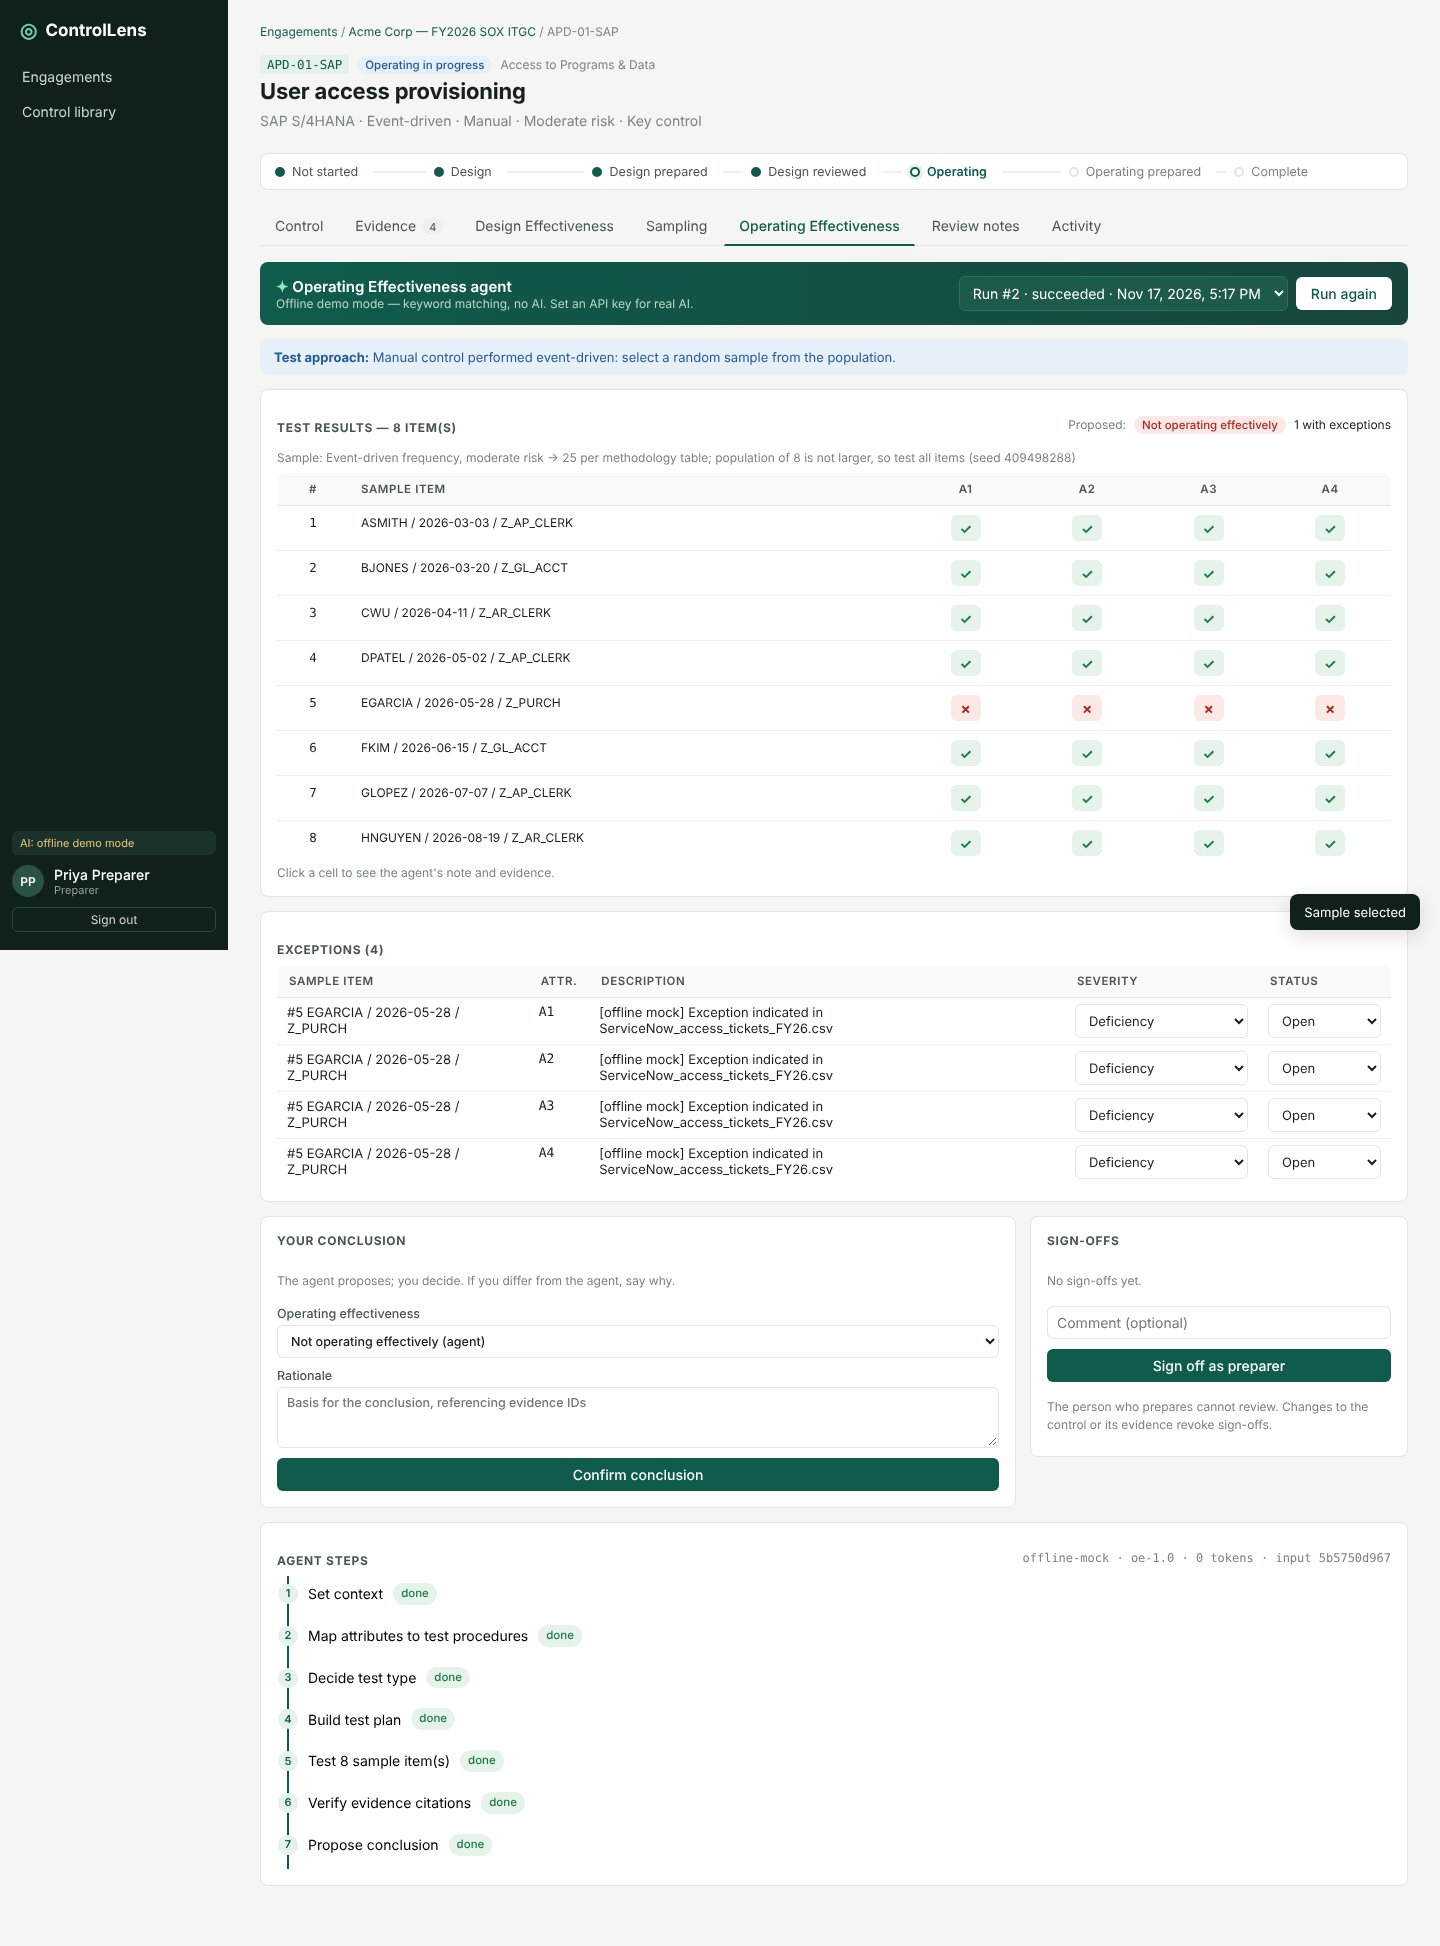 ControlLens
Engagements
Control library
AI: offline demo mode
PP
Priya Preparer
Preparer
Sign out
Engagements / Acme Corp — FY2026 SOX ITGC / APD-01-SAP
APD-01-SAP Operating in progress Access to Programs & Data
User access provisioning
SAP S/4HANA · Event-driven · Manual · Moderate risk · Key control
Not started Design Design prepared Design reviewed Operating Operating prepared Complete
Control Evidence 4 Design Effectiveness Sampling Operating Effectiveness Review notes Activity
Operating Effectiveness agent
Offline demo mode — keyword matching, no AI. Set an API key for real AI.
Run #2 · succeeded · Nov 17, 2026, 5:17 PM
Run again
Test approach: Manual control performed event-driven: select a random sample from the population.
TEST RESULTS — 8 ITEM(S)
Proposed: Not operating effectively 1 with exceptions
Sample: Event-driven frequency, moderate risk → 25 per methodology table; population of 8 is not larger, so test all items (seed 409498288)
# SAMPLE ITEM A1 A2 A3 A4
1 ASMITH / 2026-03-03 / Z_AP_CLERK ✓ ✓ ✓ ✓
2 BJONES / 2026-03-20 / Z_GL_ACCT ✓ ✓ ✓ ✓
3 CWU / 2026-04-11 / Z_AR_CLERK ✓ ✓ ✓ ✓
4 DPATEL / 2026-05-02 / Z_AP_CLERK ✓ ✓ ✓ ✓
5 EGARCIA / 2026-05-28 / Z_PURCH × × × ×
6 FKIM / 2026-06-15 / Z_GL_ACCT ✓ ✓ ✓ ✓
7 GLOPEZ / 2026-07-07 / Z_AP_CLERK ✓ ✓ ✓ ✓
8 HNGUYEN / 2026-08-19 / Z_AR_CLERK ✓ ✓ ✓ ✓
Click a cell to see the agent's note and evidence.
Sample selected
EXCEPTIONS (4)
SAMPLE ITEM ATTR. DESCRIPTION SEVERITY STATUS
#5 EGARCIA / 2026-05-28 / A1 [offline mock] Exception indicated in Deficiency Open
Z_PURCH ServiceNow_access_tickets_FY26.csv
#5 EGARCIA / 2026-05-28 / A2 [offline mock] Exception indicated in Deficiency Open
Z_PURCH ServiceNow_access_tickets_FY26.csv
#5 EGARCIA / 2026-05-28 / A3 [offline mock] Exception indicated in Deficiency Open
Z_PURCH ServiceNow_access_tickets_FY26.csv
#5 EGARCIA / 2026-05-28 / A4 [offline mock] Exception indicated in Deficiency Open
Z_PURCH ServiceNow_access_tickets_FY26.csv
YOUR CONCLUSION
The agent proposes; you decide. If you differ from the agent, say why.
Operating effectiveness
Not operating effectively (agent)
Rationale
Basis for the conclusion, referencing evidence IDs
Confirm conclusion
SIGN-OFFS
No sign-offs yet.
Comment (optional)
Sign off as preparer
The person who prepares cannot review. Changes to the
control or its evidence revoke sign-offs.
AGENT STEPS
offline-mock · oe-1.0 · 0 tokens · input 5b5750d967
1 Set context done
2 Map attributes to test procedures done
3 Decide test type done
4 Build test plan done
5 Test 8 sample item(s) done
6 Verify evidence citations done
7 Propose conclusion done